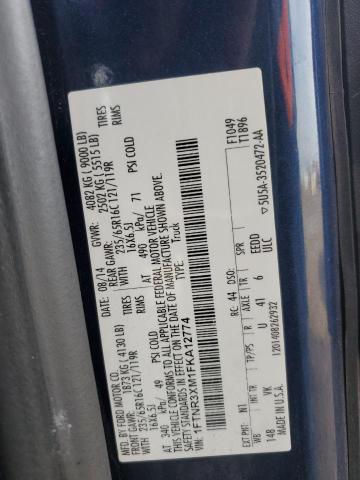 MFD. BY FORD MOTOR CO.
DATE: 08/14 GVWR: 4082 KG ( 9000 LB)
FRONT GAWR: 1873 KG ( 4130 LB) REAR GAWR: 2502 KG ( 5515 LB)
235/65R16C 121/119R TIRES 235/65R16C 121/119R TIRES
16X6.5J RIMS 16X6.5J RIMS
AT 340 kPa/ 49 PSI COLD AT 490 kPa/ 71 PSI COLD
THIS VEHICLE CONFORMS TO ALL APPLICABLE FEDERAL MOTOR VEHICLE
SAFETY STANDARDS IN EFFECT ON THE DATE OF MANUFACTURE SHOWN ABOVE.
VIN: 1FTNR3XM1FKA12774
TYPE: Truck
F1049
T1896
EXT PNT: N1 RC: 44 DSO:
WB INT TR TP/PS R AXLE TR SPR
148 VK U 41 6 EEDD
ULC
MADE IN U.S.A. 1201408262932
▽5U5A-3520472-AA